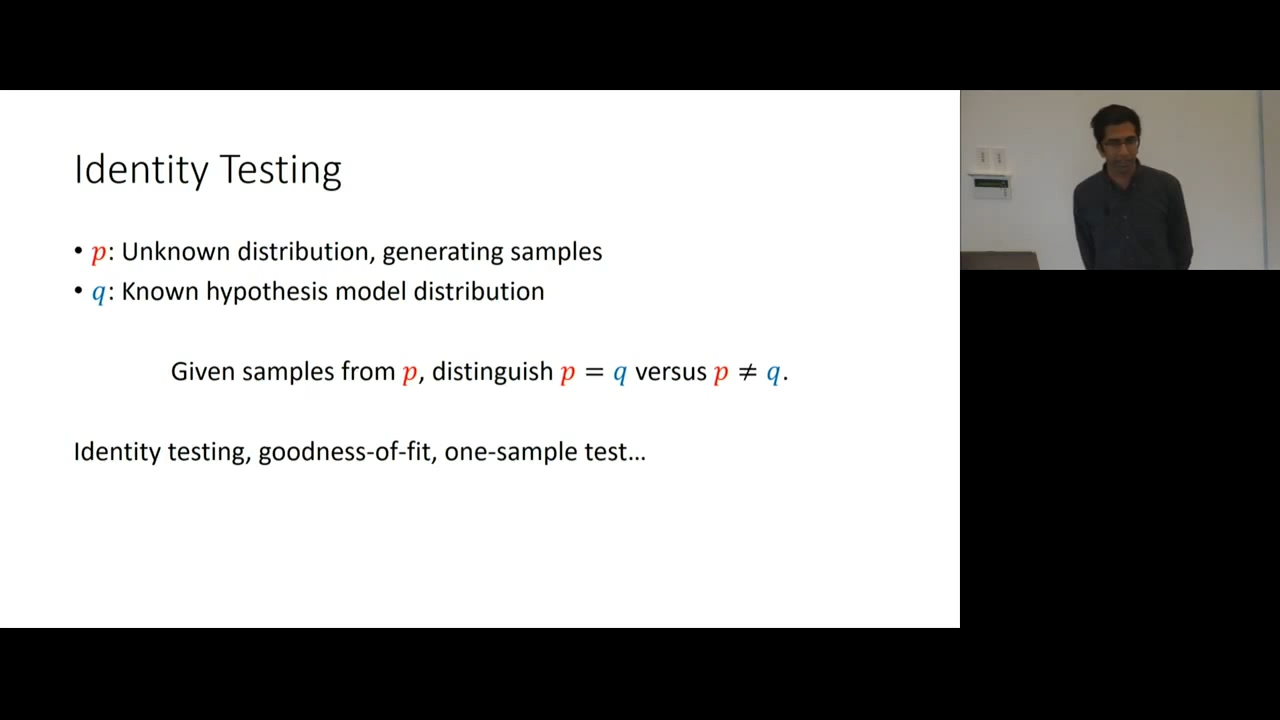 Identity Testing
• p: Unknown distribution, generating samples
• q: Known hypothesis model distribution
Given samples from p, distinguish p = q versus p ≠ q.
Identity testing, goodness-of-fit, one-sample test…